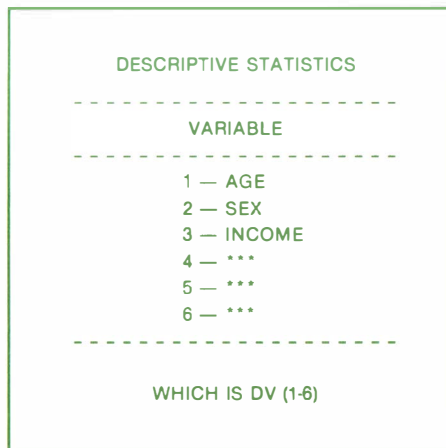 DESCRIPTIVE STATISTICS
VARIABLE
1 — AGE
2 — SEX
3 — INCOME
4 — ***
5 — ***
6 — ***
WHICH IS DV (1-6)